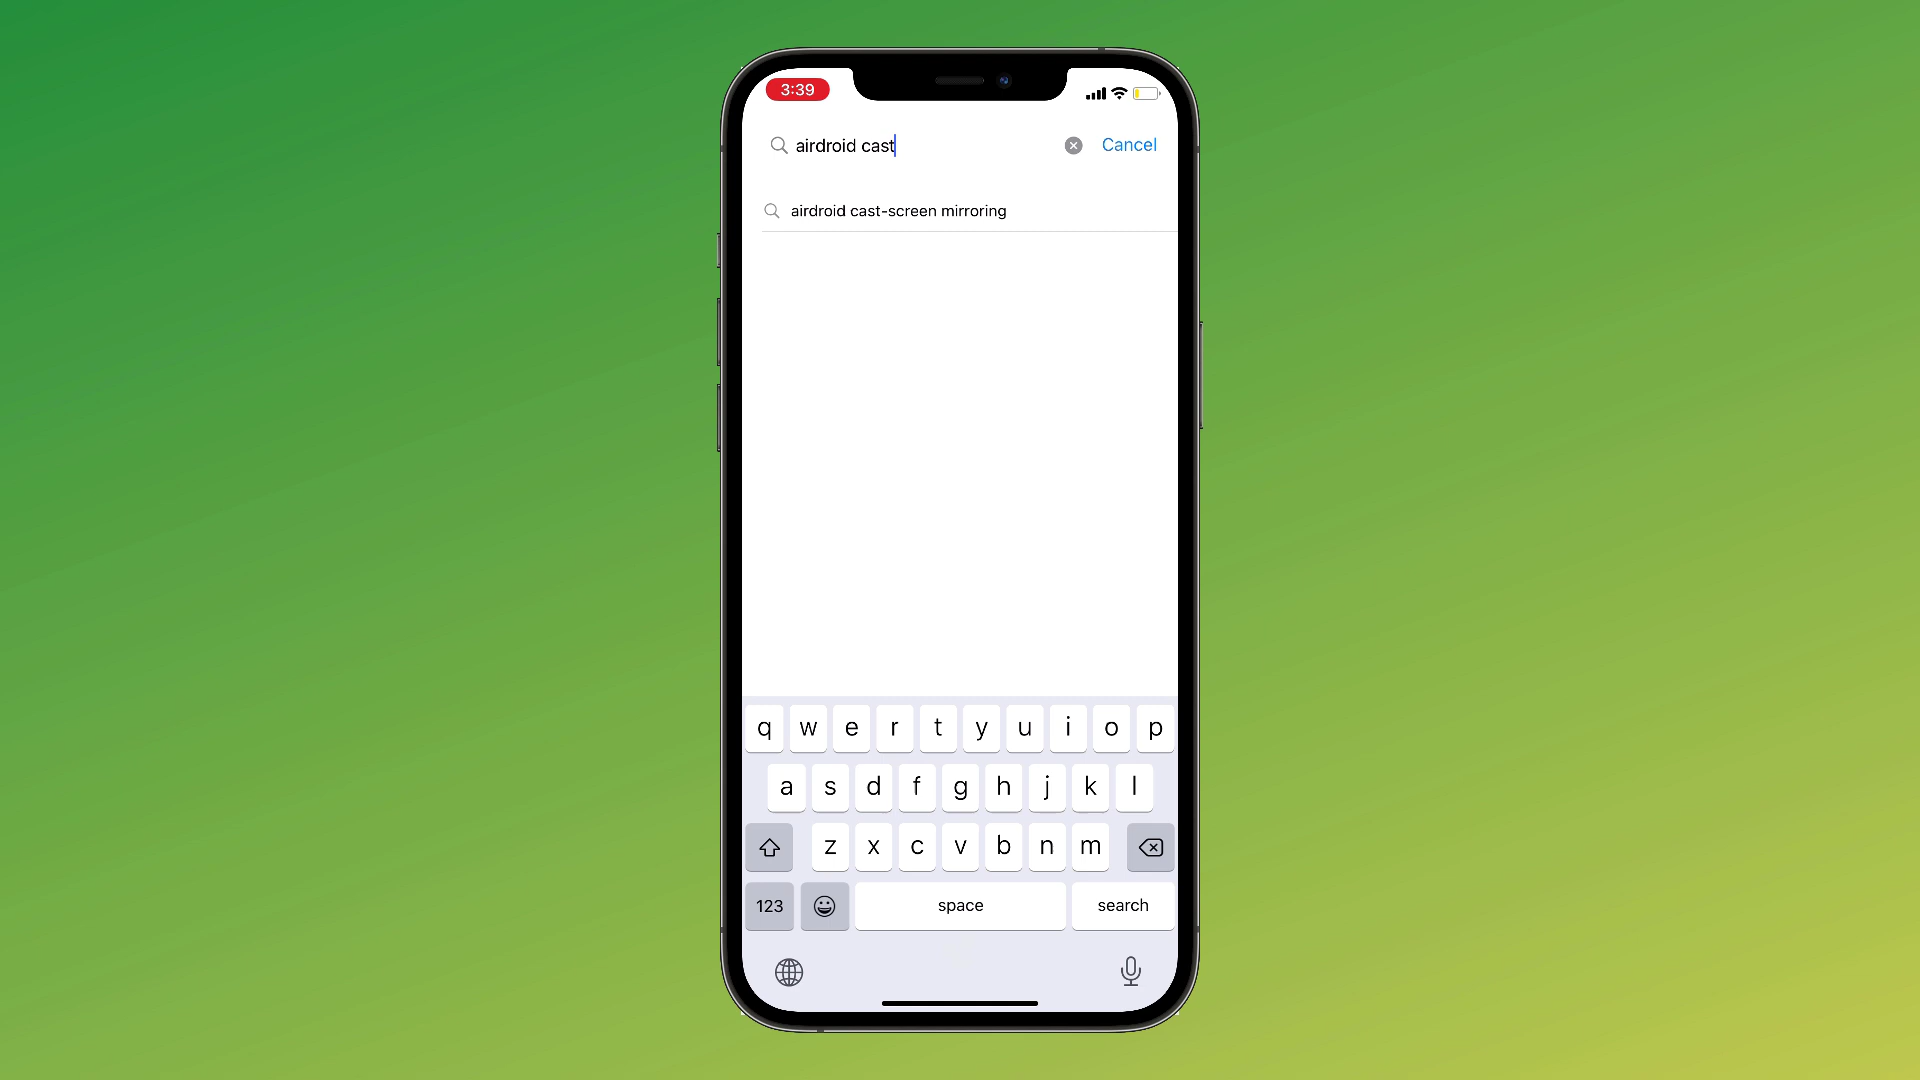 3:39
airdroid cast
Cancel
airdroid cast-screen mirroring
q w e r t y u i o p
a s d f g h j k l
z x c v b n m
123 space search